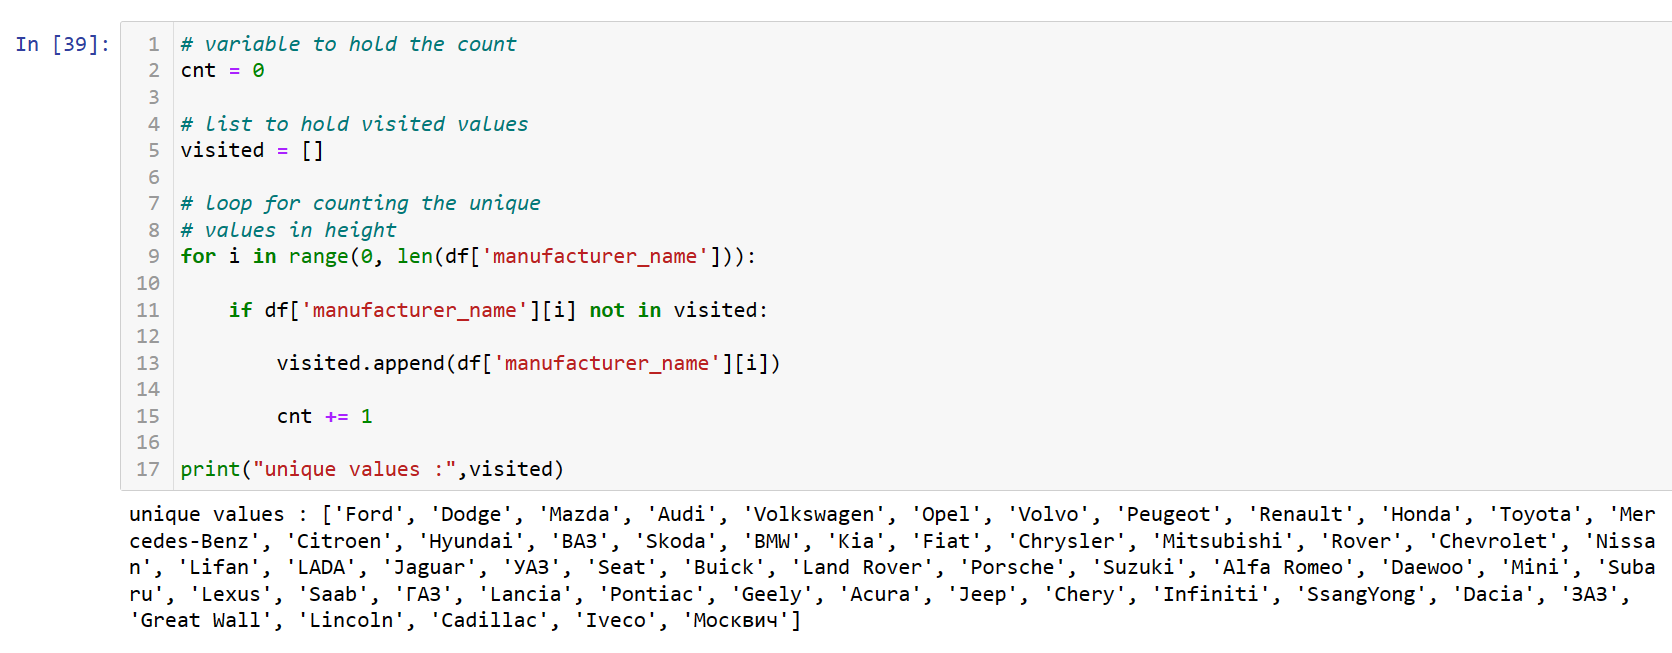 In [39]:
1 # variable to hold the count
2 cnt = 0
3
4 # list to hold visited values
5 visited = []
6
7 # loop for counting the unique
8 # values in height
9 for i in range(0, len(df['manufacturer_name'])):
10
11     if df['manufacturer_name'][i] not in visited:
12
13         visited.append(df['manufacturer_name'][i])
14
15         cnt += 1
16
17 print("unique values :",visited)
unique values : ['Ford', 'Dodge', 'Mazda', 'Audi', 'Volkswagen', 'Opel', 'Volvo', 'Peugeot', 'Renault', 'Honda', 'Toyota', 'Mer
cedes-Benz', 'Citroen', 'Hyundai', 'ВАЗ', 'Skoda', 'BMW', 'Kia', 'Fiat', 'Chrysler', 'Mitsubishi', 'Rover', 'Chevrolet', 'Nissa
n', 'Lifan', 'LADA', 'Jaguar', 'УАЗ', 'Seat', 'Buick', 'Land Rover', 'Porsche', 'Suzuki', 'Alfa Romeo', 'Daewoo', 'Mini', 'Suba
ru', 'Lexus', 'Saab', 'ГАЗ', 'Lancia', 'Pontiac', 'Geely', 'Acura', 'Jeep', 'Chery', 'Infiniti', 'SsangYong', 'Dacia', 'ЗАЗ',
'Great Wall', 'Lincoln', 'Cadillac', 'Iveco', 'Москвич']